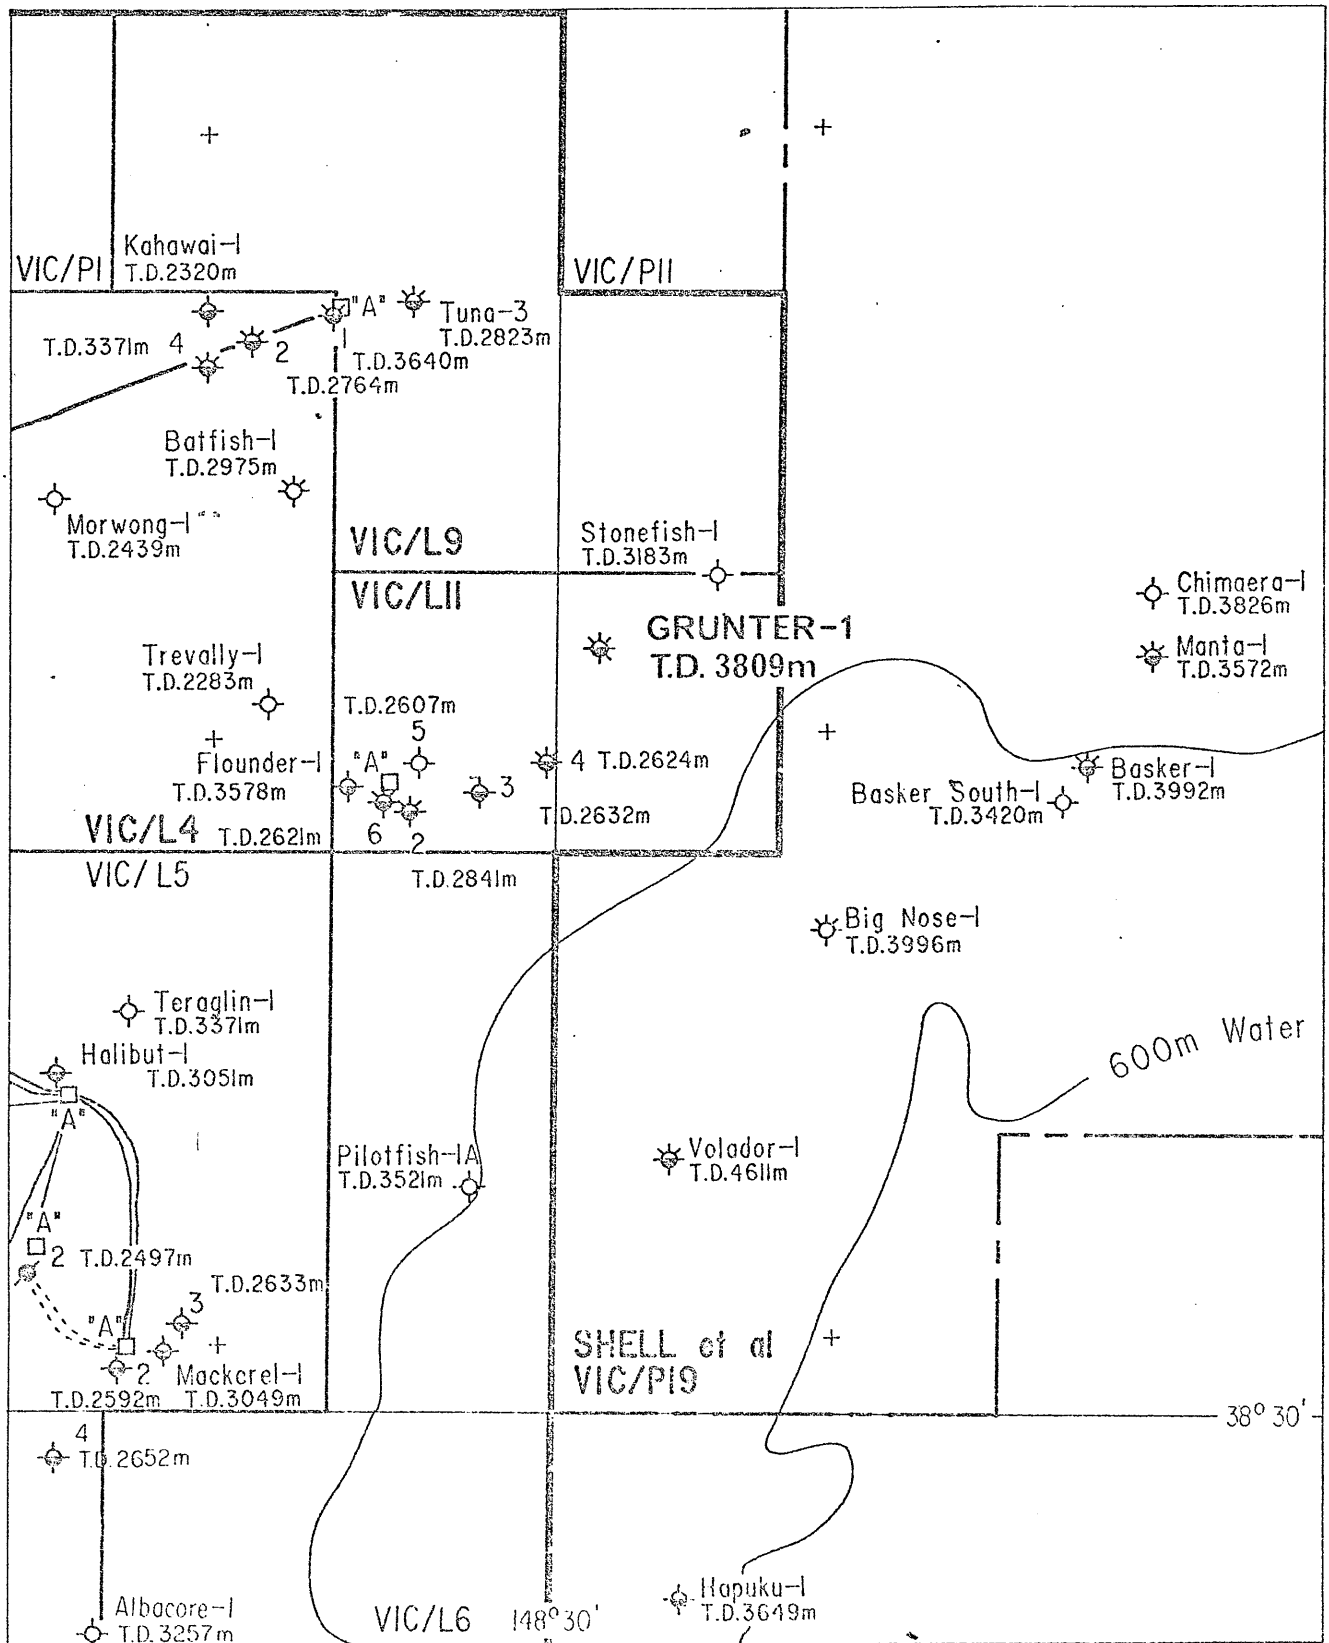 Kahawai-1
T.D.2320m
VIC/P1
VIC/P11
"A"
Tuna-3
T.D.2823m
T.D.3371m 4
2
1
T.D.3640m
T.D.2764m
Batfish-1
T.D.2975m
Morwong-1
T.D.2439m
VIC/L9
Stonefish-1
T.D.3183m
VIC/L11
Chimaera-1
T.D.3826m
GRUNTER-1
T.D. 3809m
Manta-1
T.D.3572m
Trevally-1
T.D.2283m
T.D.2607m
5
"A"
Flounder-1
T.D.3578m
4 T.D.2624m
3
Basker-1
T.D.3992m
Basker South-1
T.D.3420m
T.D.2632m
VIC/L4
T.D.2621m
6
2
VIC/L5
T.D.2841m
Big Nose-1
T.D.3996m
Teraglin-1
T.D.3371m
Halibut-1
T.D.3051m
"A"
600m Water
Pilotfish-1A
T.D.3521m
Volador-1
T.D.4611m
"A"
2 T.D.2497m
T.D.2633m
3
"A"
2
Mackerel-1
T.D.2592m
T.D.3049m
SHELL et al
VIC/P19
38° 30'
4
T.D.2652m
Albacore-1
T.D.3257m
VIC/L6
148° 30'
Hapuku-1
T.D.3649m